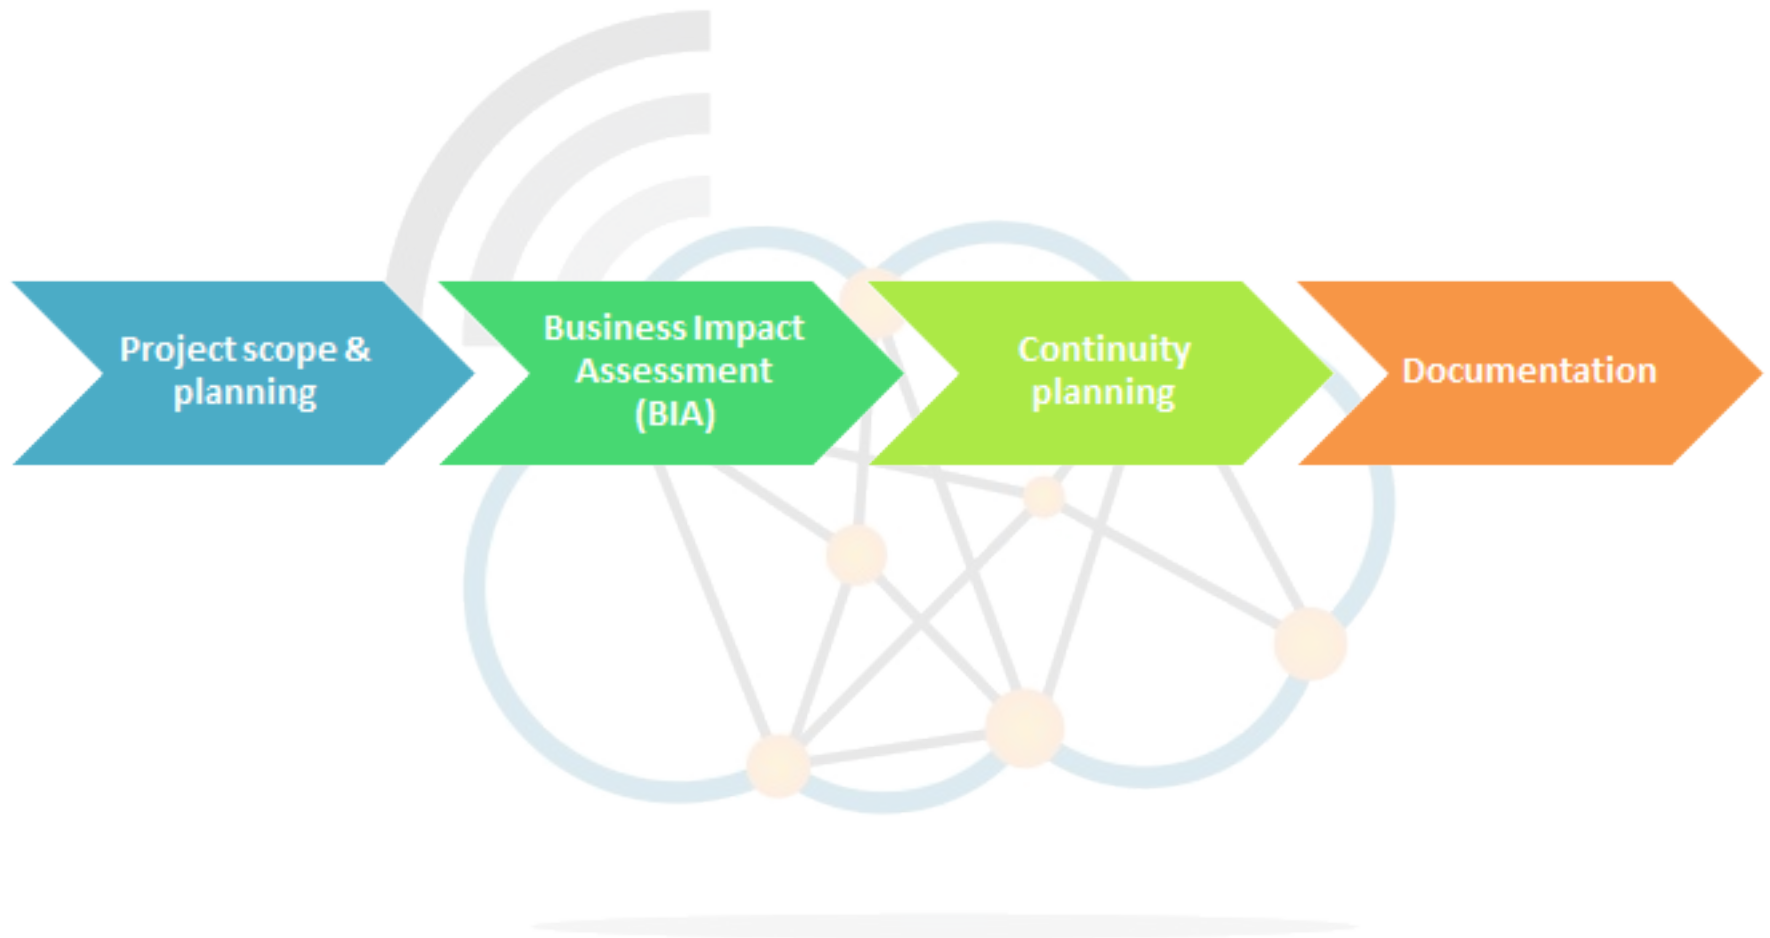 Project scope &
planning
Business Impact
Assessment
(BIA)
Continuity
planning
Documentation